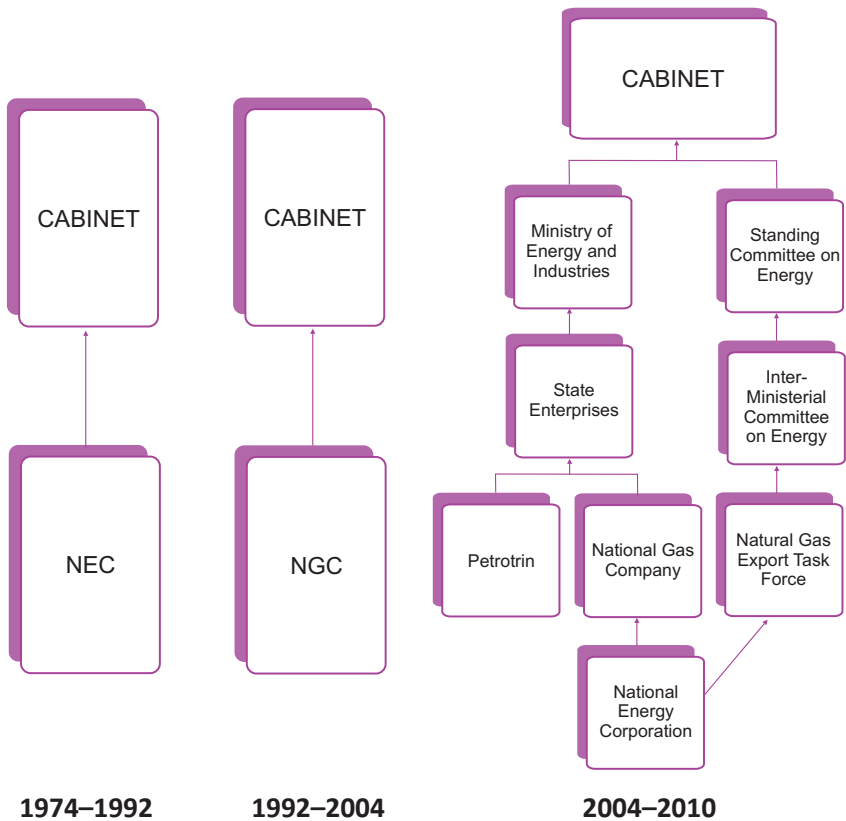 CABINET
NEC
1974–1992
CABINET
NGC
1992–2004
CABINET
Ministry of
Energy and
Industries
Standing
Committee on
Energy
State
Enterprises
Inter-
Ministerial
Committee
on Energy
Petrotrin
National Gas
Company
Natural Gas
Export Task
Force
National
Energy
Corporation
2004–2010